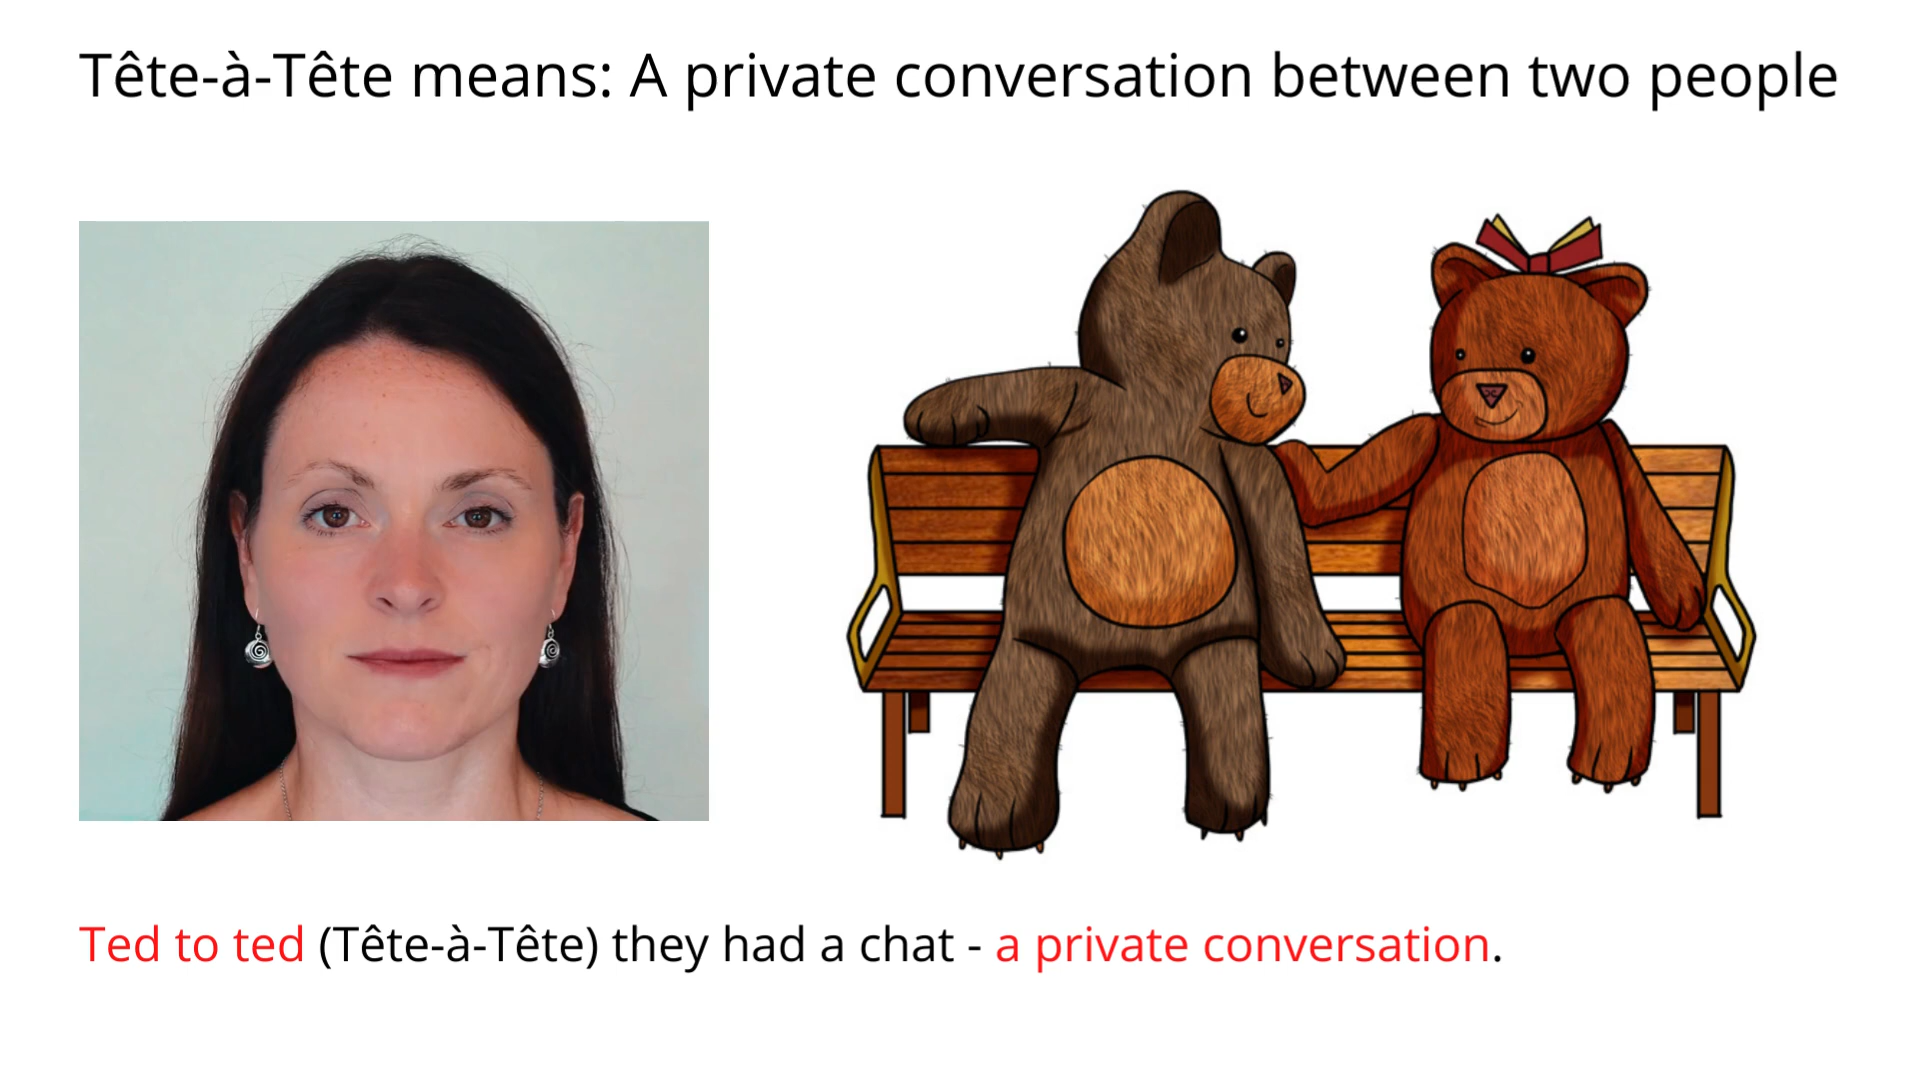 Tête-à-Tête means: A private conversation between two people
Ted to ted (Tête-à-Tête) they had a chat - a private conversation.